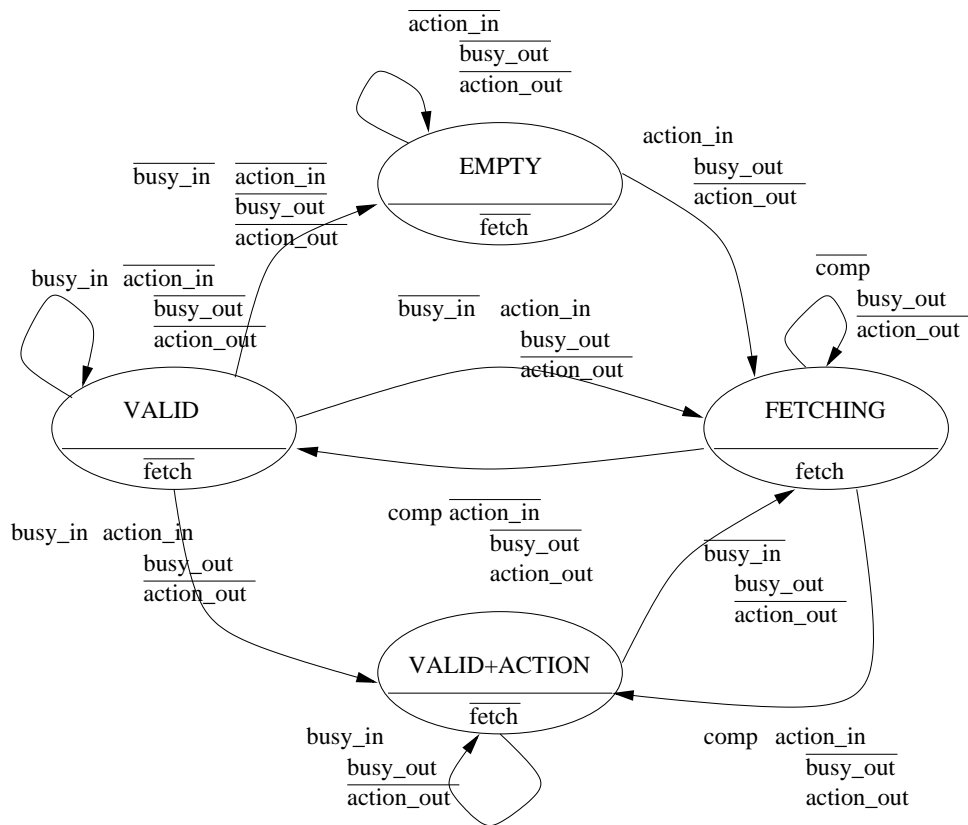 action_in
busy_out
action_out
EMPTY
fetch
action_in
busy_out
action_out
busy_in action_in
busy_out
action_out
busy_in action_in
busy_out
action_out
busy_in action_in
busy_out
action_out
comp
busy_out
action_out
VALID
fetch
FETCHING
fetch
busy_in action_in
busy_out
action_out
comp action_in
busy_out
action_out
busy_in
busy_out
action_out
VALID+ACTION
fetch
busy_in
busy_out
action_out
comp action_in
busy_out
action_out